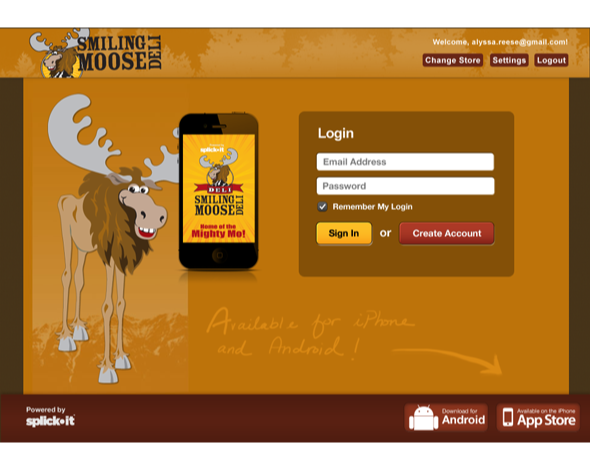 SMILING
MOOSE
DELI
Welcome, alyssa.reese@gmail.com!
Change Store
Settings
Logout
splick•it
DELI
SMILING
MOOSE
DELI
Home of the
Mighty Mo!
Login
Email Address
Password
Remember My Login
Sign In
or
Create Account
Available for iPhone
and Android!
Powered by
splick•it
Download for
Android
Available on the iPhone
App Store